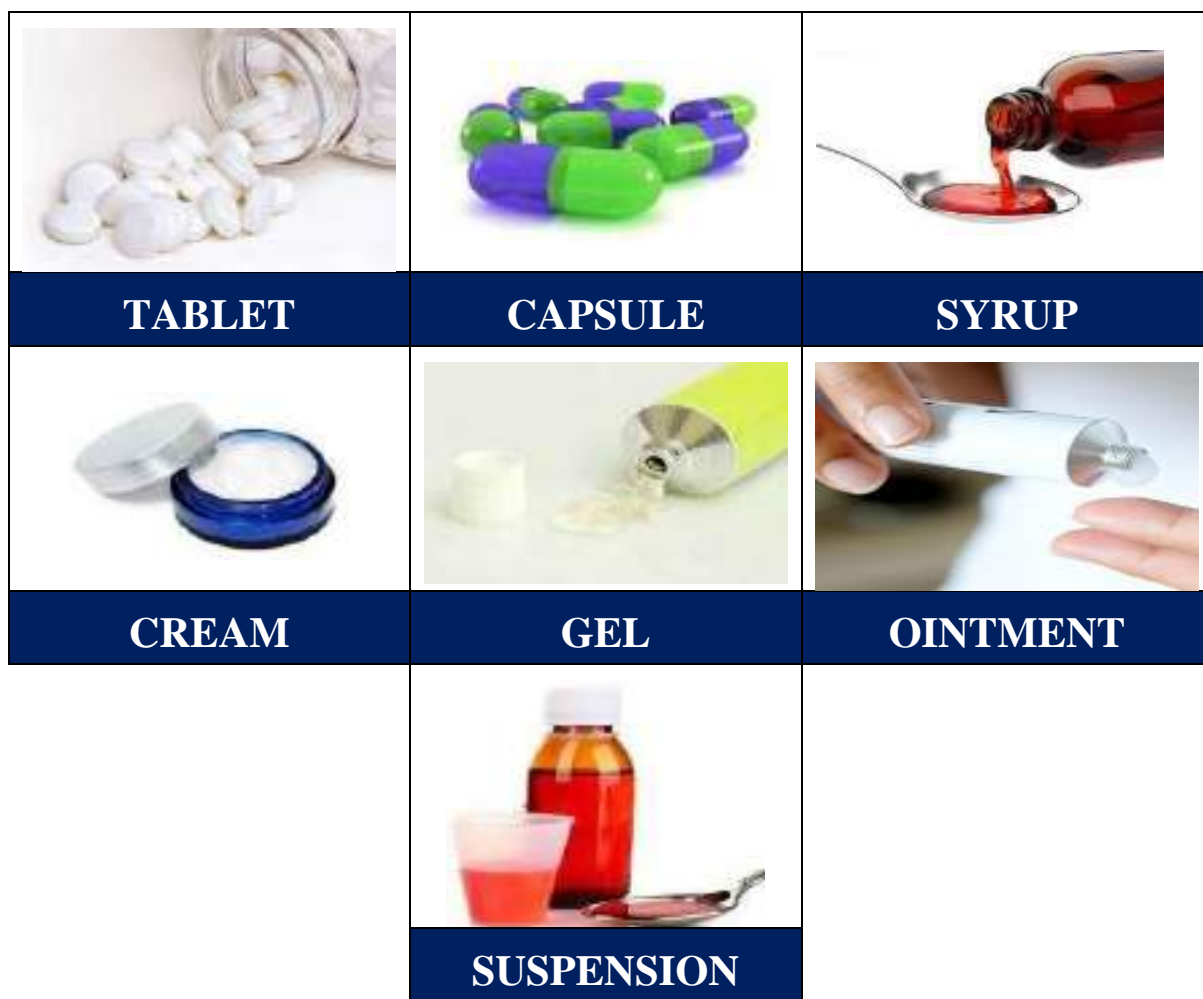 TABLET
CAPSULE
SYRUP
CREAM
GEL
OINTMENT
SUSPENSION